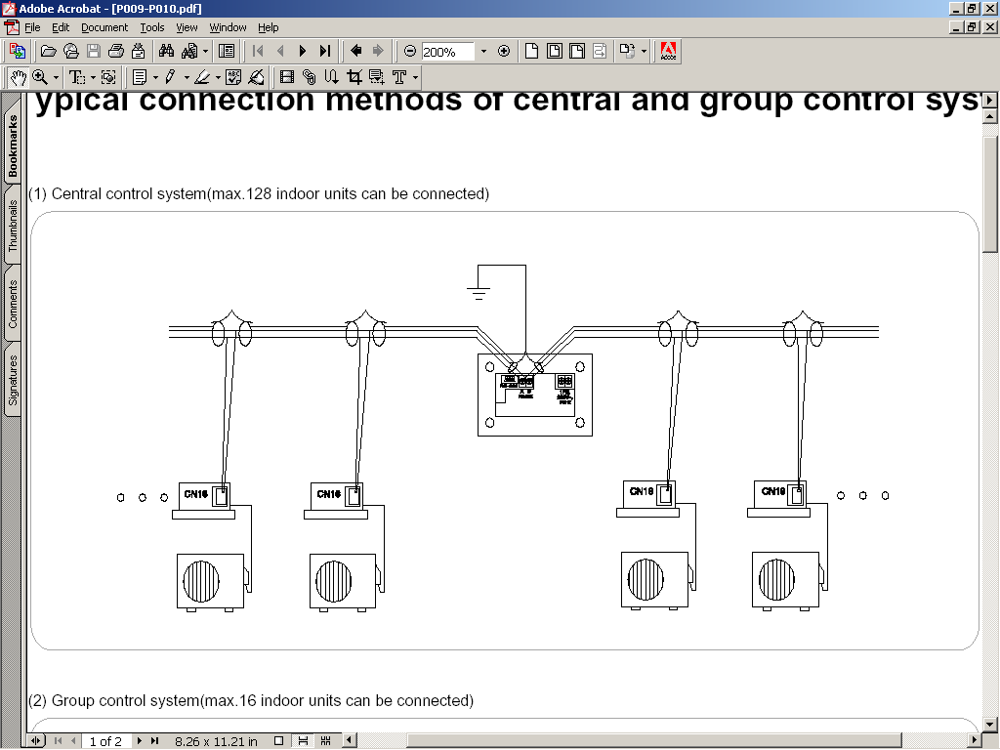 Adobe Acrobat - [P009-P010.pdf]
File Edit Document Tools View Window Help
200%
Adobe
Bookmarks
Thumbnails
Comments
Signatures
ypical connection methods of central and group control sys
(1) Central control system(max.128 indoor units can be connected)
CN16 CN16 CN16 CN16
(2) Group control system(max.16 indoor units can be connected)
1 of 2 8.26 x 11.21 in